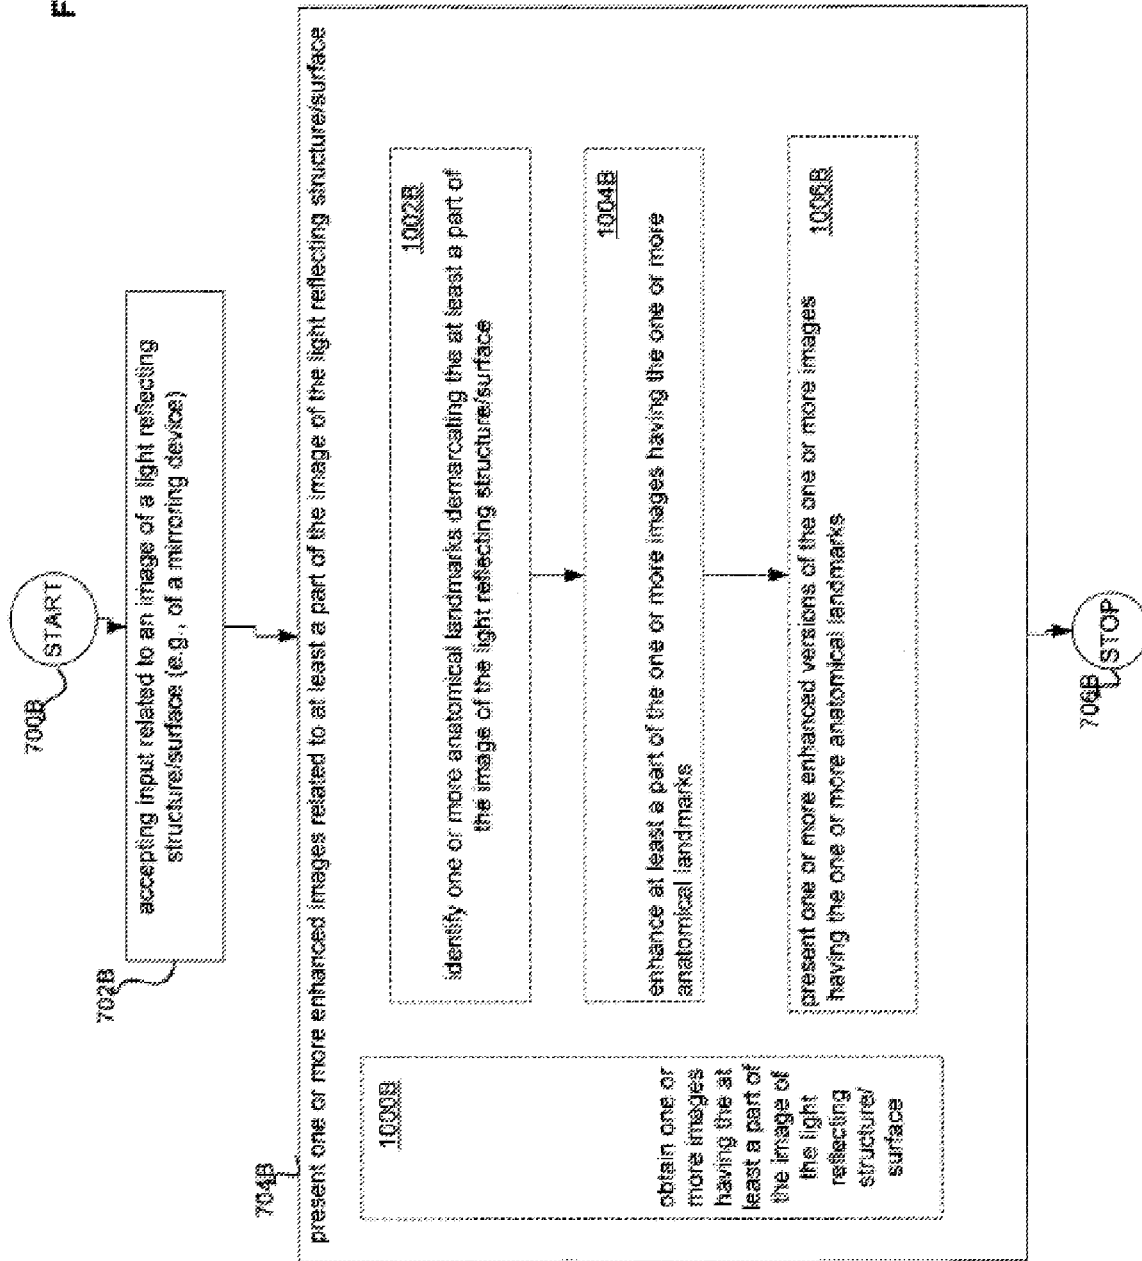 F
START
700B
accepting input related to an image of a light reflecting
structure/surface (e.g., of a mirroring device)
702B
present one or more enhanced images related to at least a part of the image of the light reflecting structure/surface
704B
1000B
obtain one or
more images
having the at
least a part of
the image of
the light
reflecting
structure/
surface
1002B
identify one or more anatomical landmarks demarcating the at least a part of
the image of the light reflecting structure/surface
1004B
enhance at least a part of the one or more images having the one or more
anatomical landmarks
1006B
present one or more enhanced versions of the one or more images
having the one or more anatomical landmarks
STOP
706B